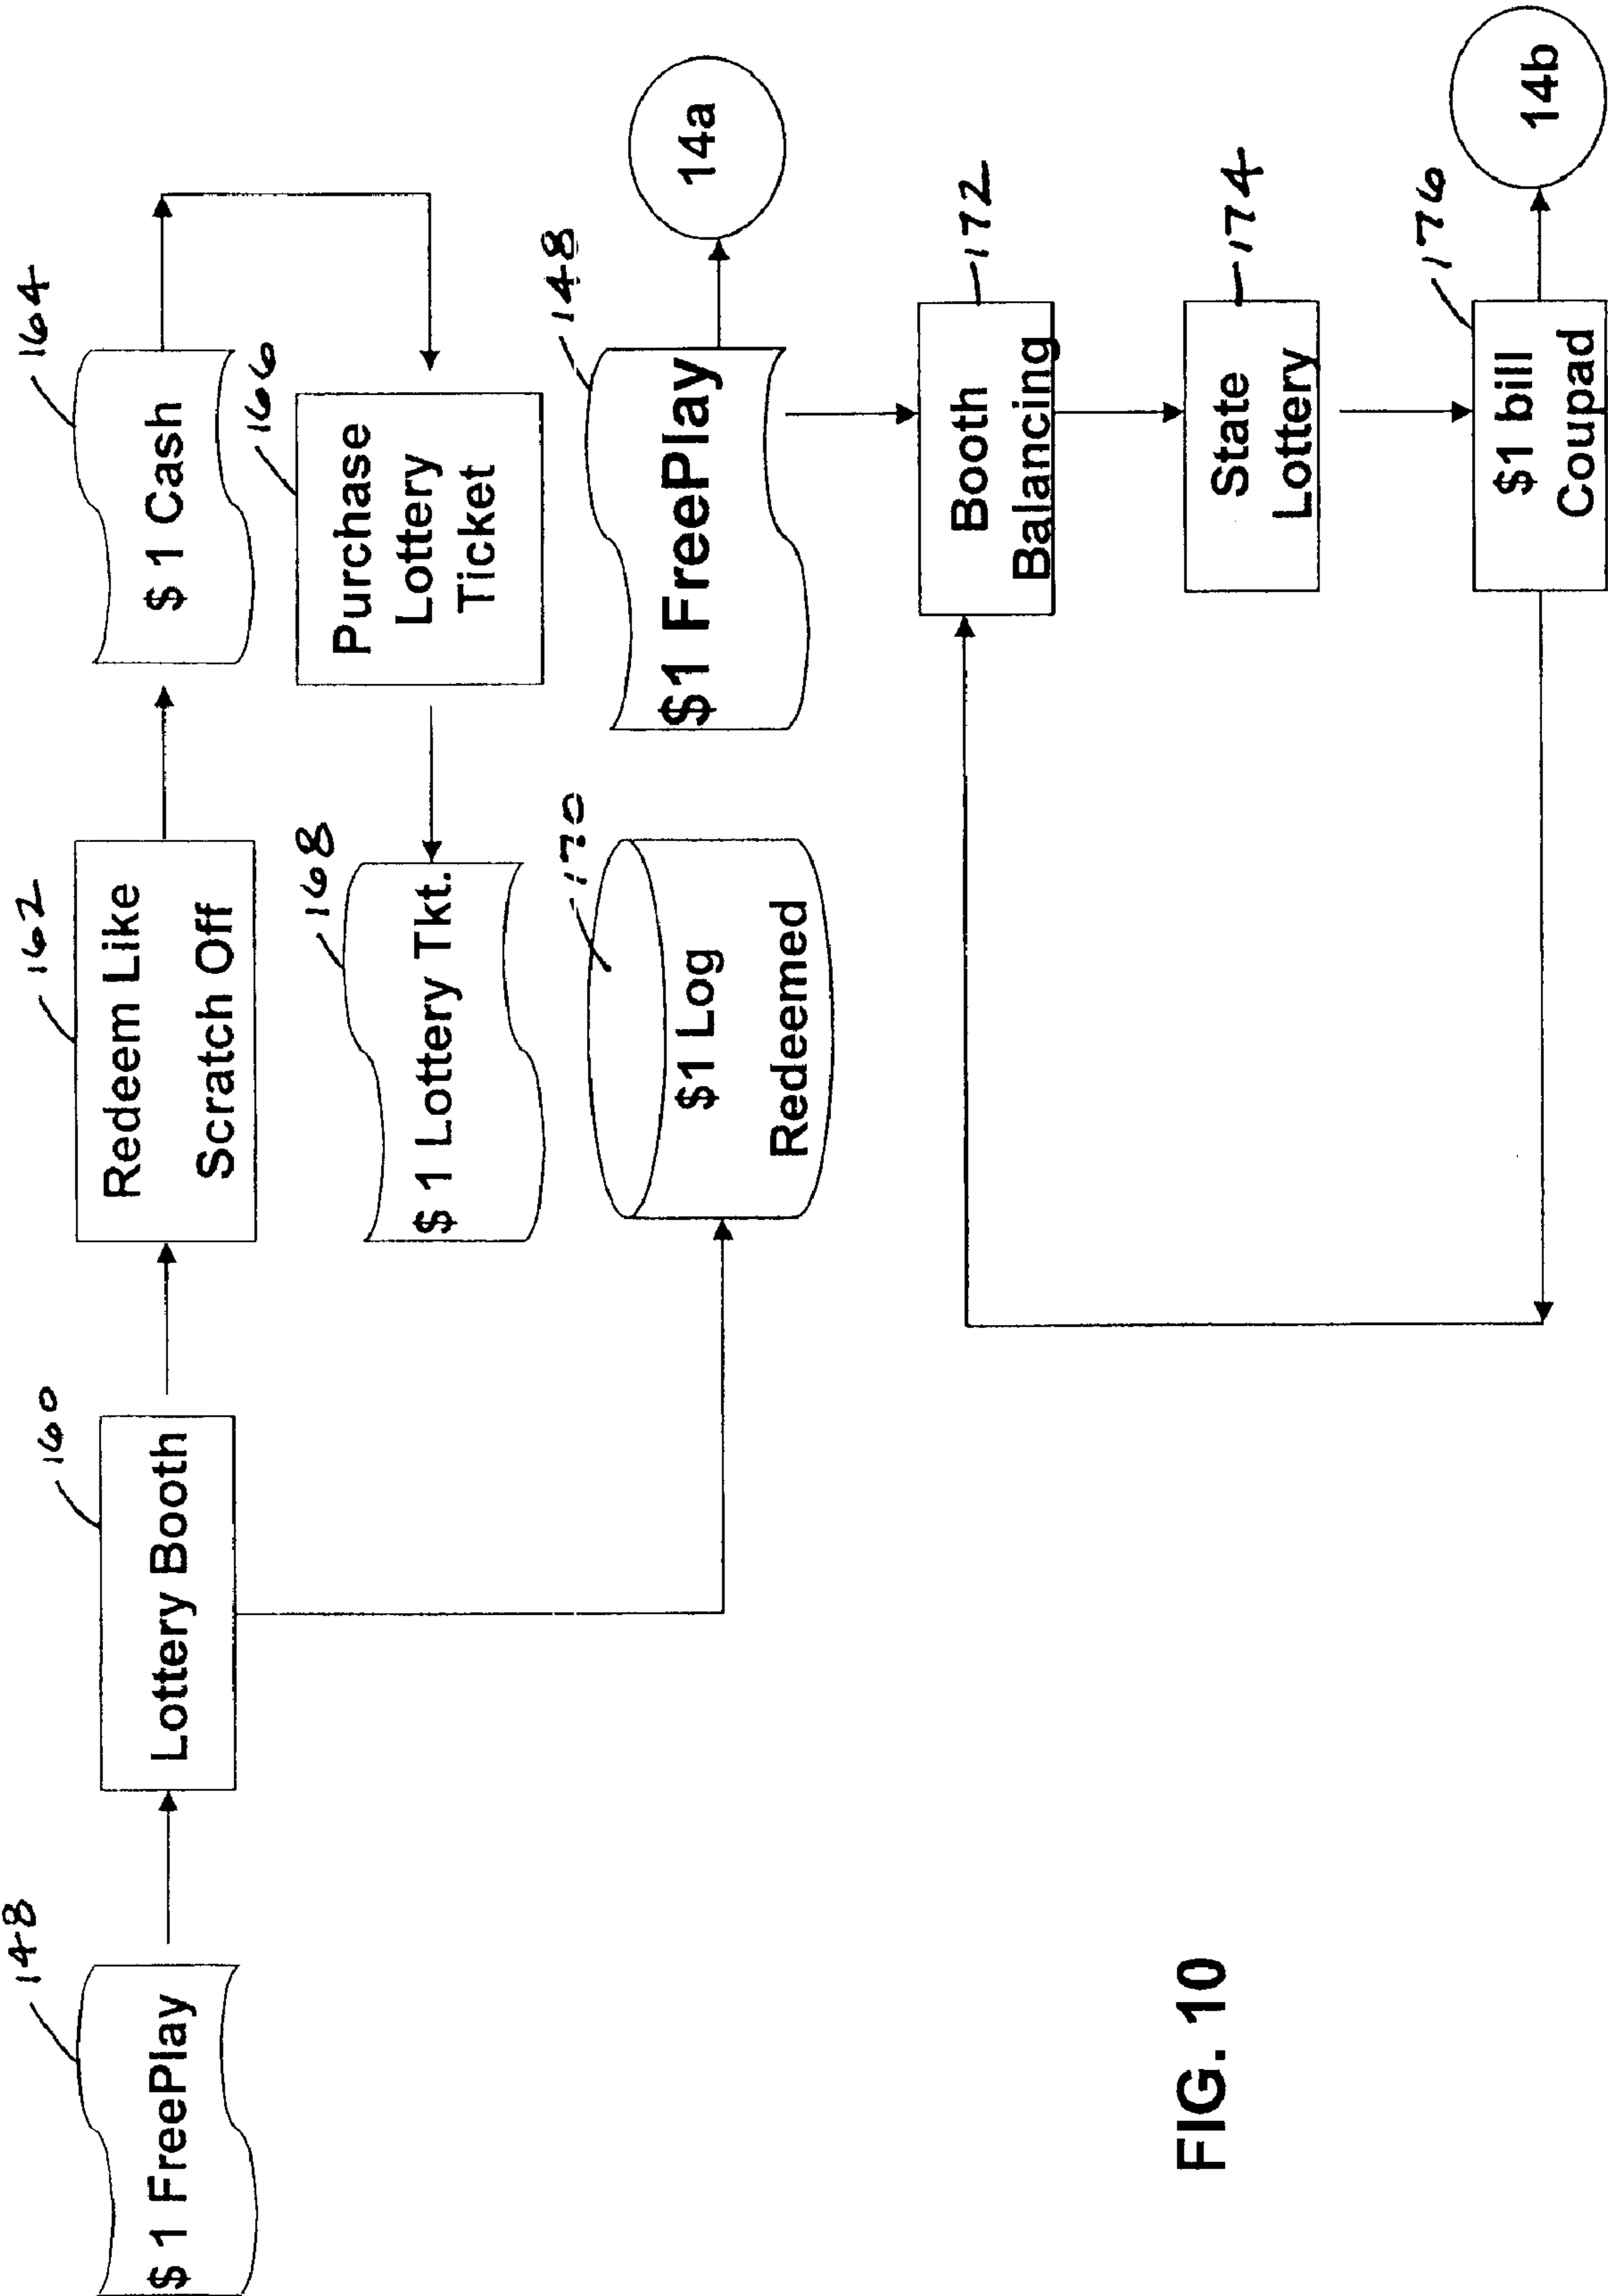 148
$ 1 FreePlay
160
Lottery Booth
162
Redeem Like
Scratch Off
164
$ 1 Cash
166
Purchase
Lottery
Ticket
168
$ 1 Lottery Tkt.
170
$1 Log
Redeemed
148
$1 FreePlay
14a
172
Booth
Balancing
174
State
Lottery
176
$1 bill
Coupad
14b
FIG. 10